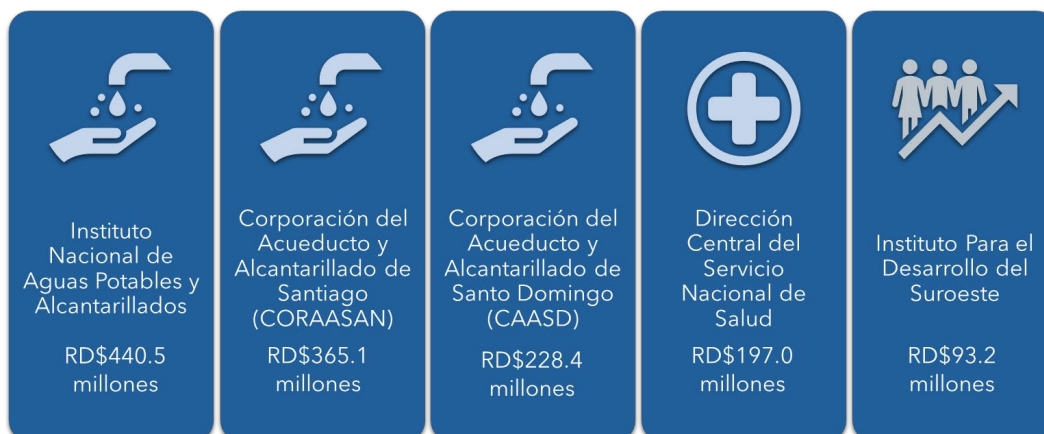 Instituto
Nacional de
Aguas Potables y
Alcantarillados
RD$440.5
millones
Corporación del
Acueducto y
Alcantarillado de
Santiago
(CORAASAN)
RD$365.1
millones
Corporación del
Acueducto y
Alcantarillado de
Santo Domingo
(CAASD)
RD$228.4
millones
Dirección
Central del
Servicio
Nacional de
Salud
RD$197.0
millones
Instituto Para el
Desarrollo del
Suroeste
RD$93.2
millones